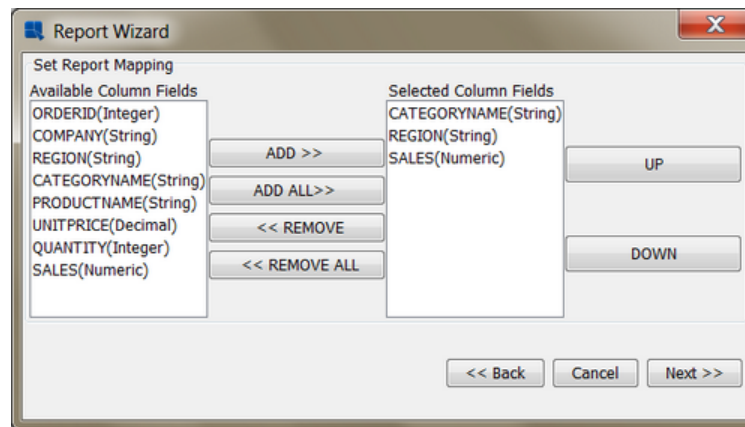 Report Wizard
Set Report Mapping
Available Column Fields
ORDERID(Integer)
COMPANY(String)
REGION(String)
CATEGORYNAME(String)
PRODUCTNAME(String)
UNITPRICE(Decimal)
QUANTITY(Integer)
SALES(Numeric)
ADD >>
ADD ALL>>
<< REMOVE
<< REMOVE ALL
Selected Column Fields
CATEGORYNAME(String)
REGION(String)
SALES(Numeric)
UP
DOWN
<< Back
Cancel
Next >>